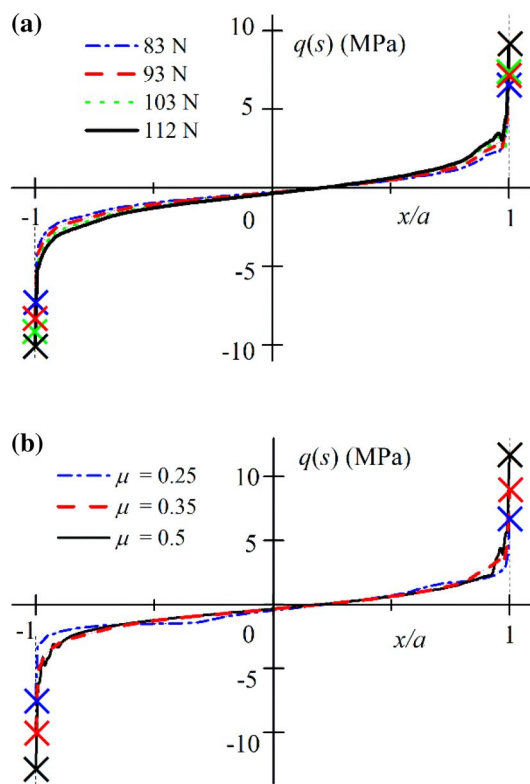 (a)
83 N
93 N
103 N
112 N
q(s) (MPa)
10
5
-1
0
x/a
1
-5
-10
(b)
μ = 0.25
μ = 0.35
μ = 0.5
q(s) (MPa)
10
5
-1
0
x/a
1
-5
-10